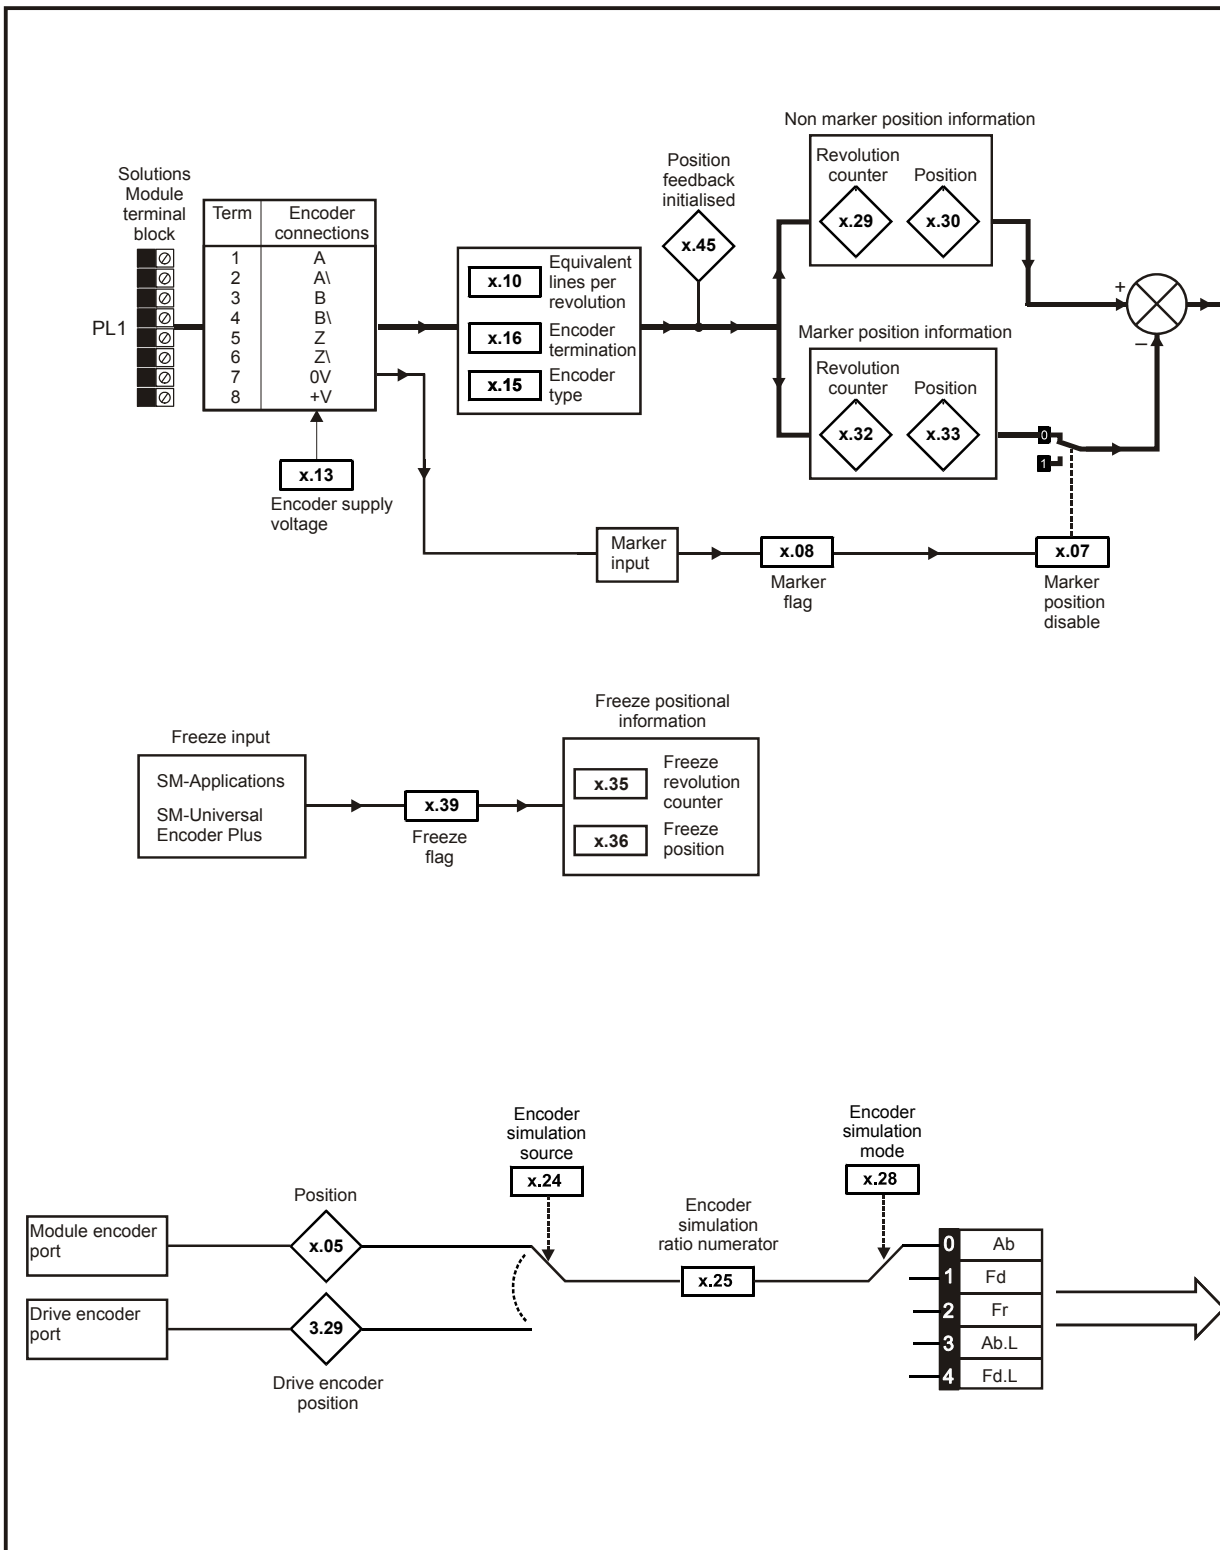 Non marker position information
Revolution
counter
Position
x.29
x.30
Position
feedback
initialised
x.45
Solutions
Module
terminal
block
PL1
Term
Encoder
connections
1 A
2 A\
3 B
4 B\
5 Z
6 Z\
7 0V
8 +V
x.10
Equivalent
lines per
revolution
x.16
Encoder
termination
x.15
Encoder
type
+
–
Marker position information
Revolution
counter
Position
x.32
x.33
0
1
x.13
Encoder supply
voltage
Marker
input
x.08
Marker
flag
x.07
Marker
position
disable
Freeze input
SM-Applications
SM-Universal
Encoder Plus
x.39
Freeze
flag
Freeze positional
information
x.35
Freeze
revolution
counter
x.36
Freeze
position
Encoder
simulation
source
x.24
Encoder
simulation
mode
x.28
Module encoder
port
Position
x.05
Drive encoder
port
3.29
Drive encoder
position
Encoder
simulation
ratio numerator
x.25
0 Ab
1 Fd
2 Fr
3 Ab.L
4 Fd.L